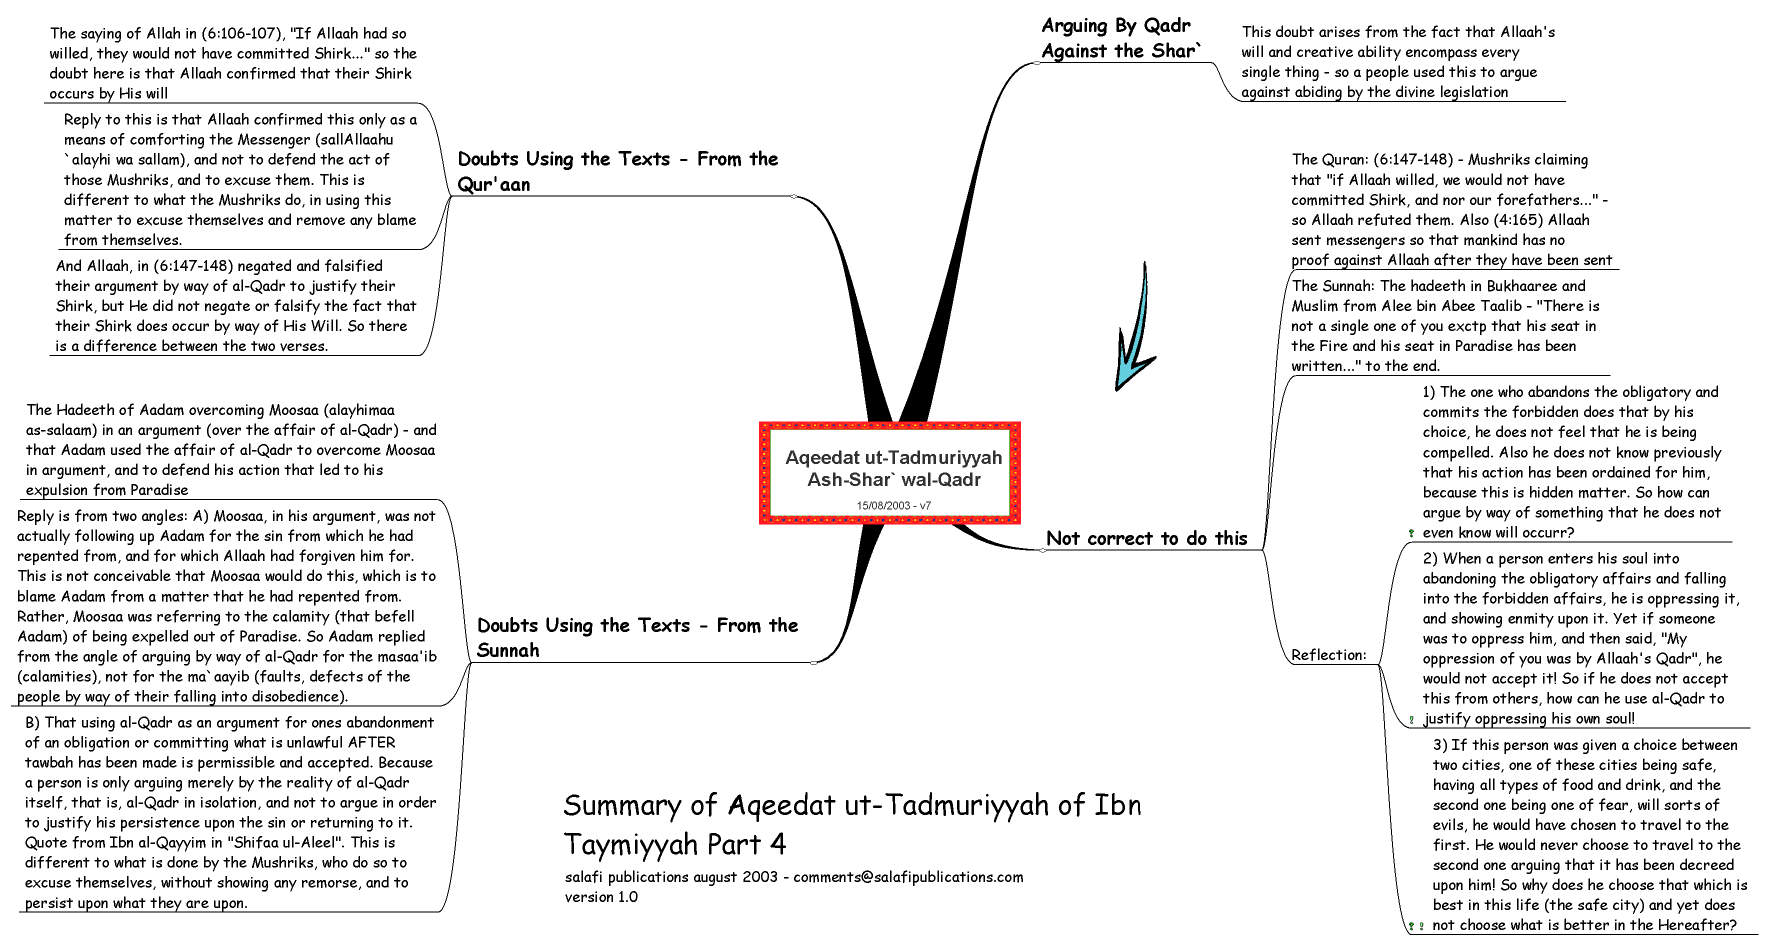 Arguing By Qadr
Against the Shar`
This doubt arises from the fact that Allaah's
will and creative ability encompass every
single thing - so a people used this to argue
against abiding by the divine legislation
The Quran: (6:147-148) - Mushriks claiming
that "if Allaah willed, we would not have
committed Shirk, and nor our forefathers..." -
so Allaah refuted them. Also (4:165) Allaah
sent messengers so that mankind has no
proof against Allaah after they have been sent
The Sunnah: The hadeeth in Bukhaaree and
Muslim from Alee bin Abee Taalib - "There is
not a single one of you exctp that his seat in
the Fire and his seat in Paradise has been
written..." to the end.
Not correct to do this
Reflection:
1) The one who abandons the obligatory and
commits the forbidden does that by his
choice, he does not feel that he is being
compelled. Also he does not know previously
that his action has been ordained for him,
because this is hidden matter. So how can
argue by way of something that he does not
even know will occurr?
2) When a person enters his soul into
abandoning the obligatory affairs and falling
into the forbidden affairs, he is oppressing it,
and showing enmity upon it. Yet if someone
was to oppress him, and then said, "My
oppression of you was by Allaah's Qadr", he
would not accept it! So if he does not accept
this from others, how can he use al-Qadr to
justify oppressing his own soul!
3) If this person was given a choice between
two cities, one of these cities being safe,
having all types of food and drink, and the
second one being one of fear, will sorts of
evils, he would have chosen to travel to the
first. He would never choose to travel to the
second one arguing that it has been decreed
upon him! So why does he choose that which is
best in this life (the safe city) and yet does
not choose what is better in the Hereafter?
The saying of Allah in (6:106-107), "If Allaah had so
willed, they would not have committed Shirk..." so the
doubt here is that Allaah confirmed that their Shirk
occurs by His will
Reply to this is that Allaah confirmed this only as a
means of comforting the Messenger (sallAllaahu
`alayhi wa sallam), and not to defend the act of
those Mushriks, and to excuse them. This is
different to what the Mushriks do, in using this
matter to excuse themselves and remove any blame
from themselves.
And Allaah, in (6:147-148) negated and falsified
their argument by way of al-Qadr to justify their
Shirk, but He did not negate or falsify the fact that
their Shirk does occur by way of His Will. So there
is a difference between the two verses.
Doubts Using the Texts - From the
Qur'aan
Aqeedat ut-Tadmuriyyah
Ash-Shar` wal-Qadr
15/08/2003 - v7
The Hadeeth of Aadam overcoming Moosaa (alayhimaa
as-salaam) in an argument (over the affair of al-Qadr) - and
that Aadam used the affair of al-Qadr to overcome Moosaa
in argument, and to defend his action that led to his
expulsion from Paradise
Reply is from two angles: A) Moosaa, in his argument, was not
actually following up Aadam for the sin from which he had
repented from, and for which Allaah had forgiven him for.
This is not conceivable that Moosaa would do this, which is to
blame Aadam from a matter that he had repented from.
Rather, Moosaa was referring to the calamity (that befell
Aadam) of being expelled out of Paradise. So Aadam replied
from the angle of arguing by way of al-Qadr for the masaa'ib
(calamities), not for the ma`aayib (faults, defects of the
people by way of their falling into disobedience).
B) That using al-Qadr as an argument for ones abandonment
of an obligation or committing what is unlawful AFTER
tawbah has been made is permissible and accepted. Because
a person is only arguing merely by the reality of al-Qadr
itself, that is, al-Qadr in isolation, and not to argue in order
to justify his persistence upon the sin or returning to it.
Quote from Ibn al-Qayyim in "Shifaa ul-Aleel". This is
different to what is done by the Mushriks, who do so to
excuse themselves, without showing any remorse, and to
persist upon what they are upon.
Doubts Using the Texts - From the
Sunnah
Summary of Aqeedat ut-Tadmuriyyah of Ibn
Taymiyyah Part 4
salafi publications august 2003 - comments@salafipublications.com
version 1.0